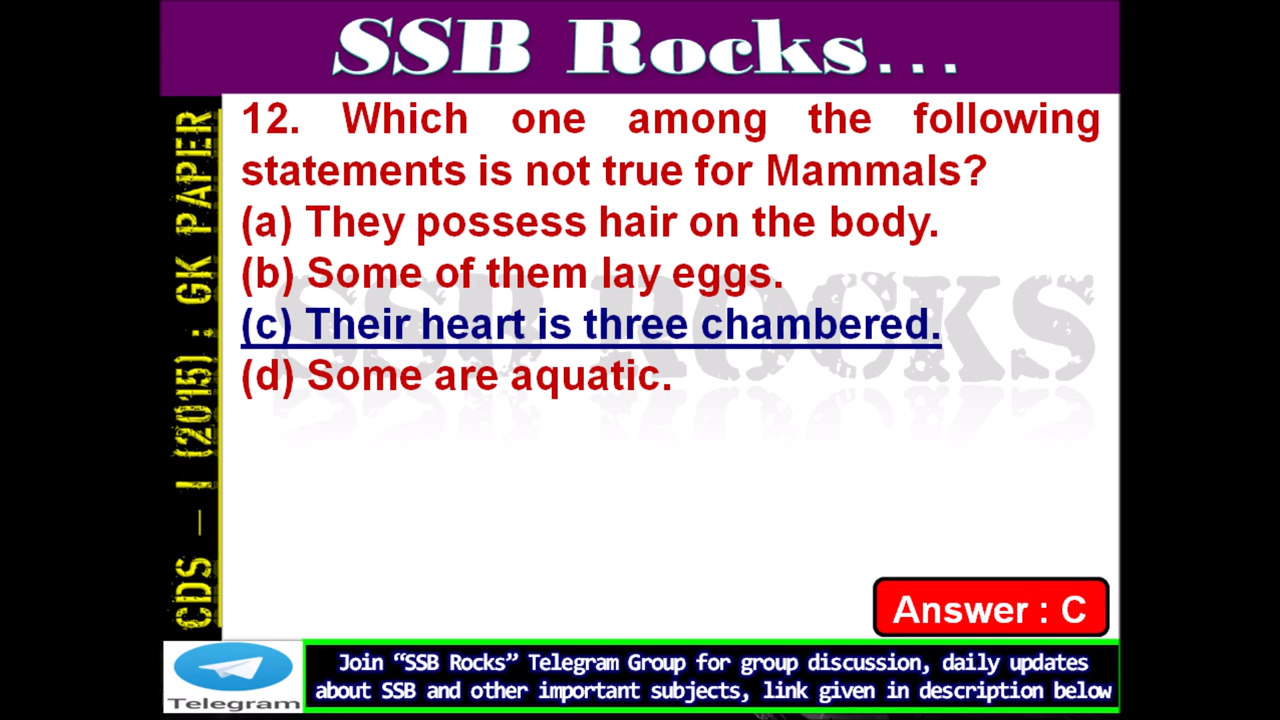 SSB Rocks...
CDS – I (2015) : GK PAPER
12. Which one among the following
statements is not true for Mammals?
(a) They possess hair on the body.
(b) Some of them lay eggs.
(c) Their heart is three chambered.
(d) Some are aquatic.
SSB ROCKS
Answer : C
Telegram
Join “SSB Rocks” Telegram Group for group discussion, daily updates
about SSB and other important subjects, link given in description below